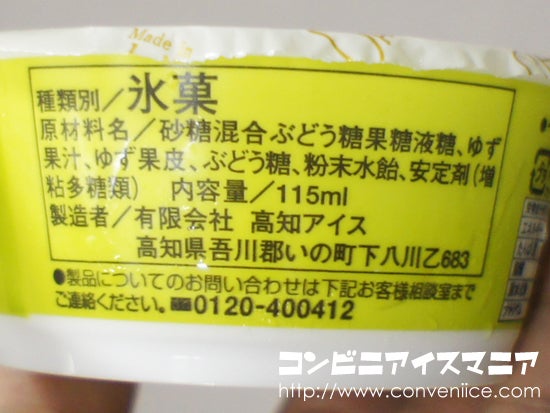 Made in
種類別/氷菓
原材料名/砂糖混合ぶどう糖果糖液糖、ゆず
果汁、ゆず果皮、ぶどう糖、粉末水飴、安定剤(増
粘多糖類) 内容量/115ml
製造者/有限会社 高知アイス
高知県吾川郡いの町下八川乙683
●製品についてのお問い合わせは下記お客様相談室まで
ご連絡ください。0120-400412
コンビニアイスマニア
http://www.conveniice.com/